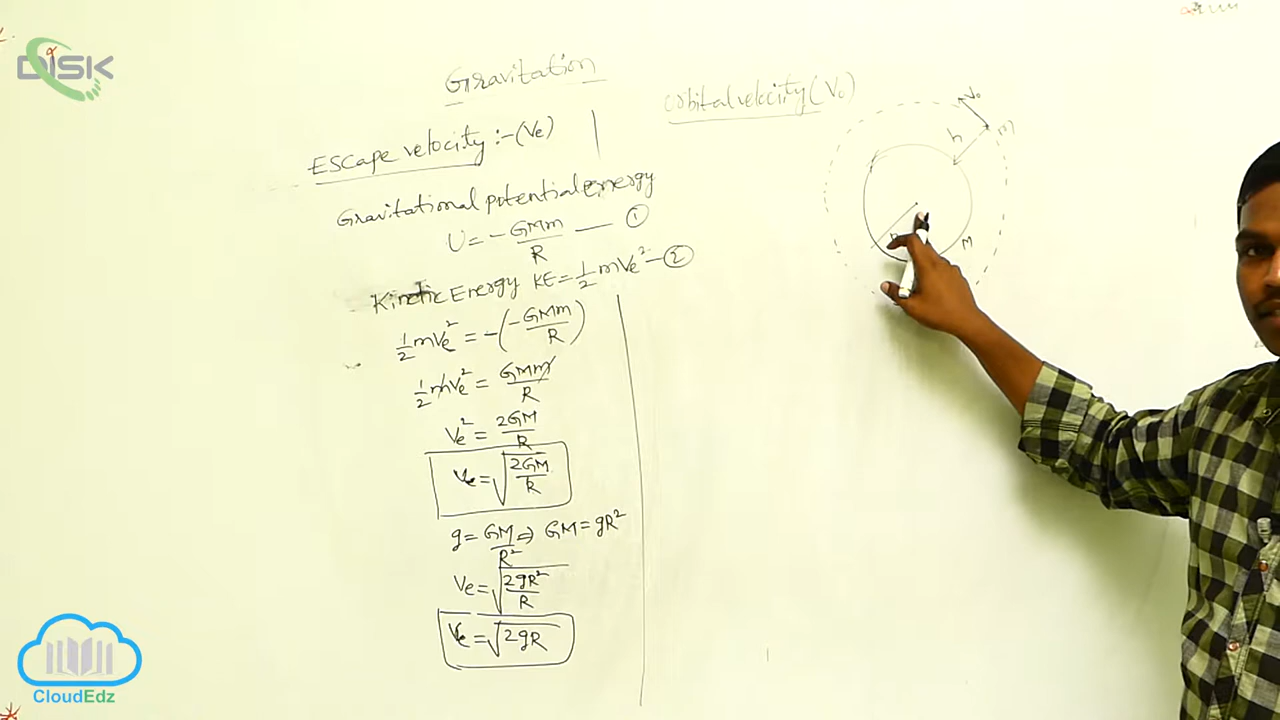 DISK
Gravitation
Escape velocity :- (Ve)
Gravitational potential energy
U = - GMm/R — ①
Kinetic Energy KE = 1/2 mVe² — ②
1/2 mVe² = -(-GMm/R)
1/2 mVe² = GMm/R
Ve² = 2GM/R
Ve = √(2GM/R)
g = GM/R² ⇒ GM = gR²
Ve = √(2gR²/R)
Ve = √2gR
Orbital velocity (Vo)
Vo
m
h
R
M
CloudEdz